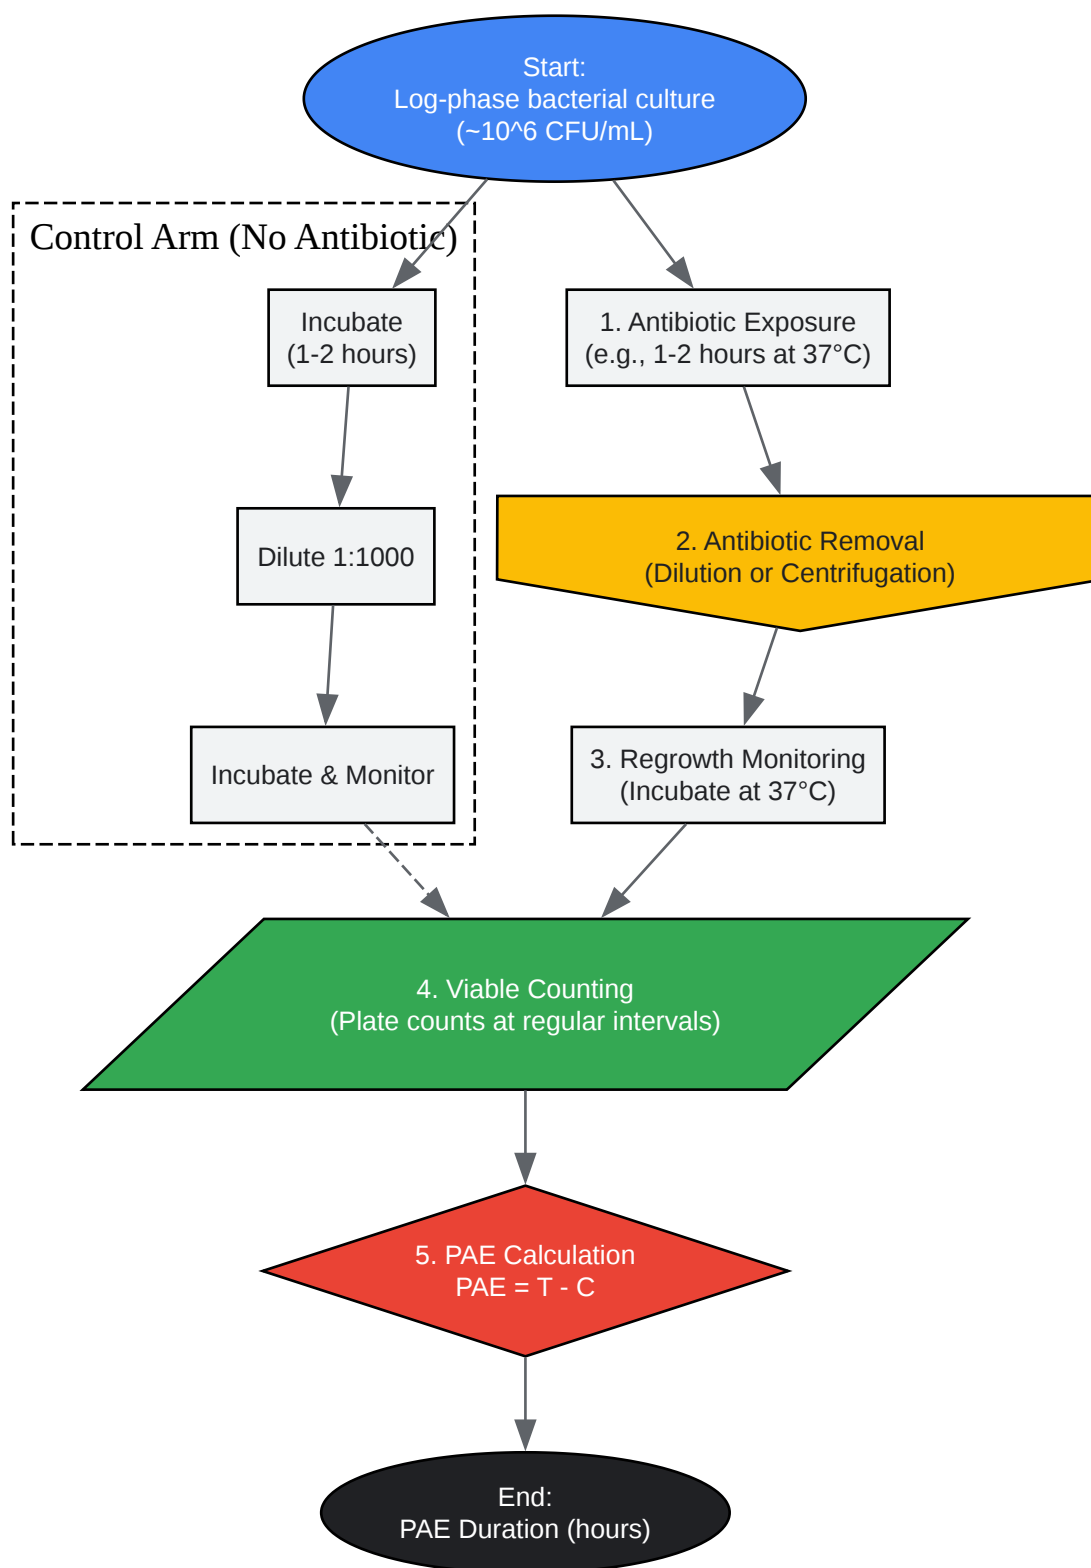 Start:
Log-phase bacterial culture
(~10^6 CFU/mL)
Control Arm (No Antibiotic)
Incubate
(1-2 hours)
1. Antibiotic Exposure
(e.g., 1-2 hours at 37°C)
Dilute 1:1000
2. Antibiotic Removal
(Dilution or Centrifugation)
Incubate & Monitor
3. Regrowth Monitoring
(Incubate at 37°C)
4. Viable Counting
(Plate counts at regular intervals)
5. PAE Calculation
PAE = T - C
End:
PAE Duration (hours)